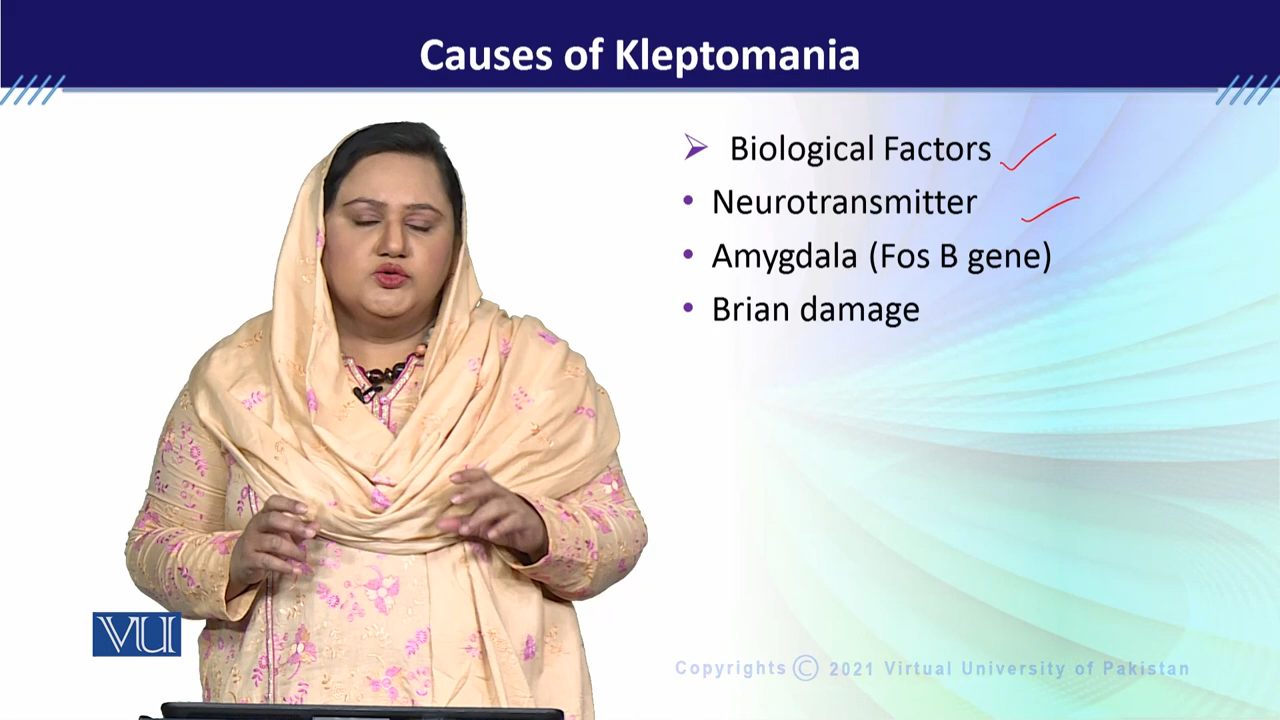 Causes of Kleptomania
Biological Factors
Neurotransmitter
Amygdala (Fos B gene)
Brian damage
VU
Copyrights © 2021 Virtual University of Pakistan